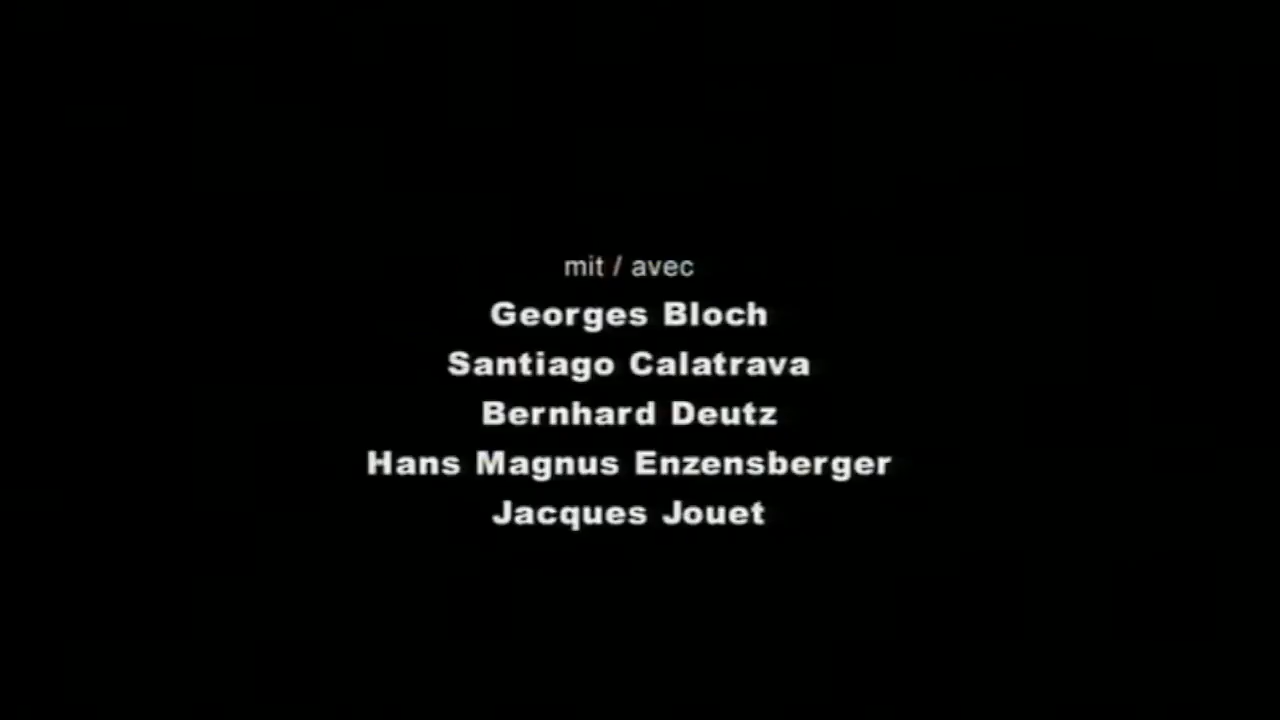 mit / avec
Georges Bloch
Santiago Calatrava
Bernhard Deutz
Hans Magnus Enzensberger
Jacques Jouet